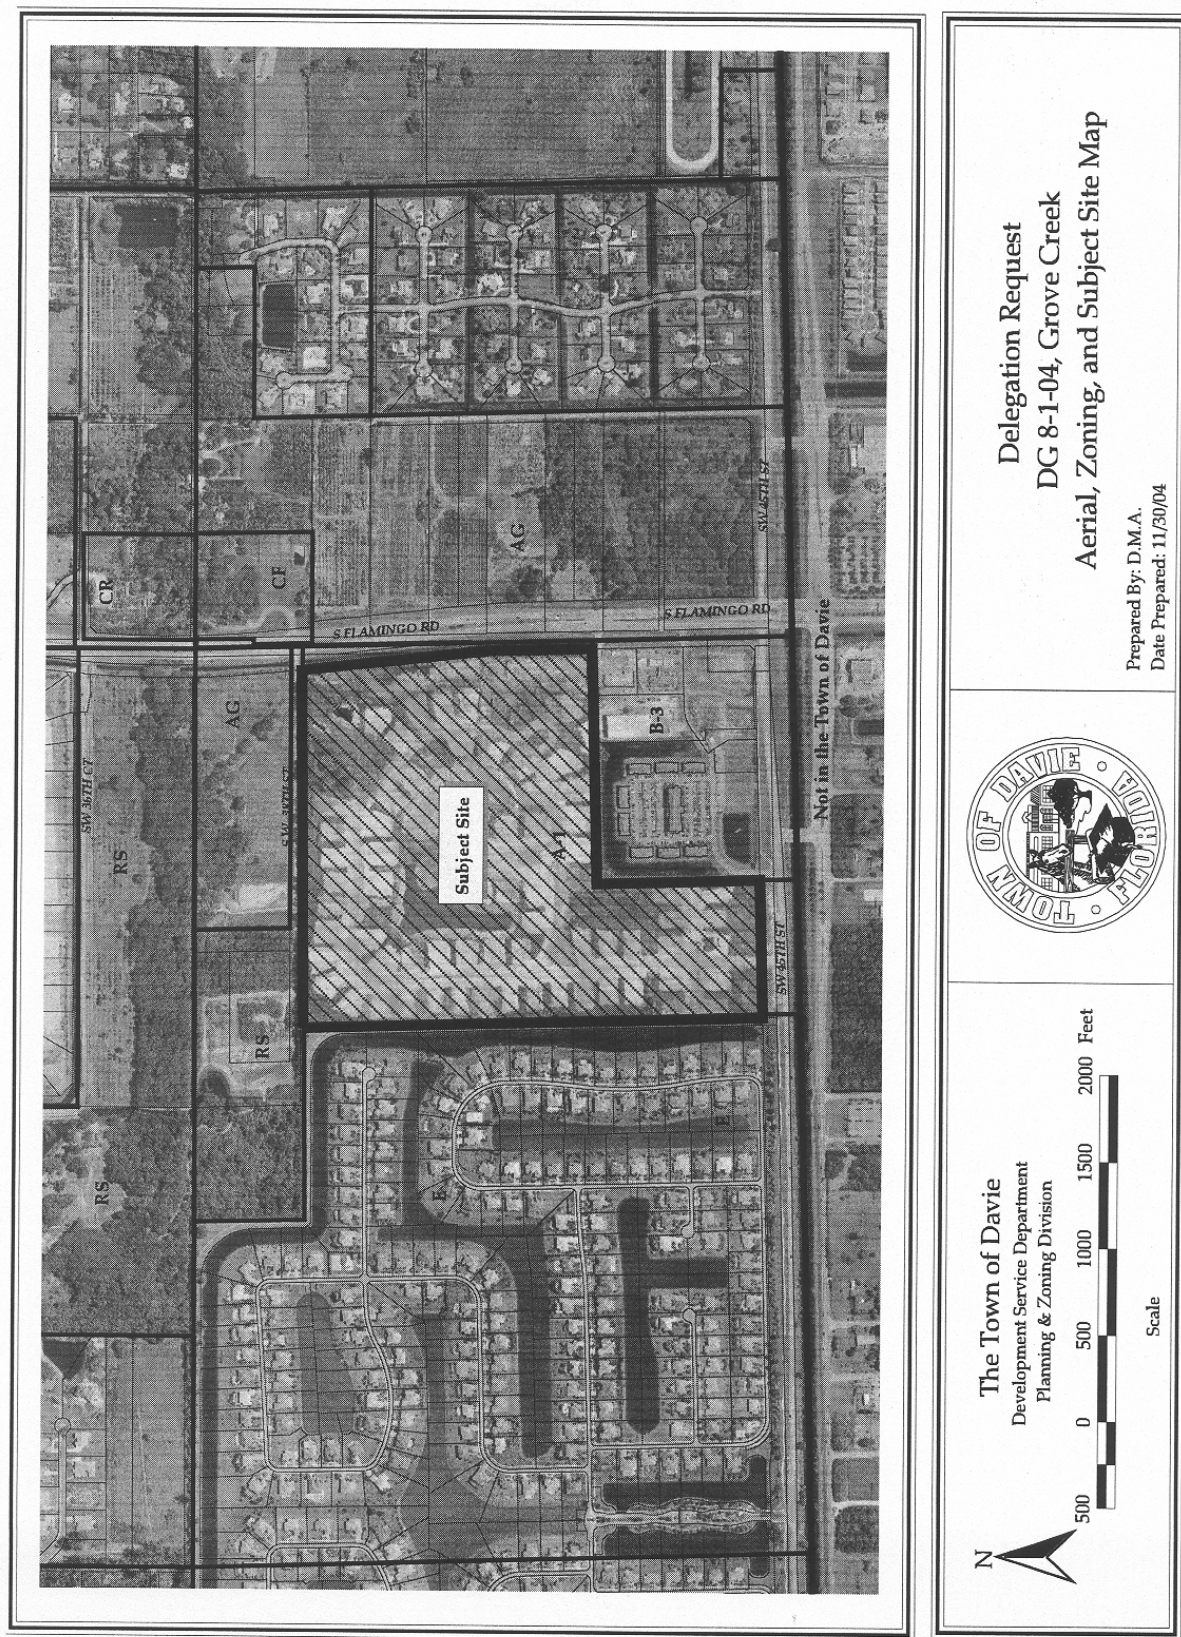 SW 36TH CT
RS
CR
RS
AG
RS
CF
S FLAMINGO RD
E
Subject Site
AG
A-1
B-3
S FLAMINGO RD
E
SW 45TH ST
SW 45TH ST
Not in the Town of Davie
N
The Town of Davie
Development Service Department
Planning & Zoning Division
500 0 500 1000 1500 2000 Feet
Scale
TOWN OF DAVIE
FLORIDA
Delegation Request
DG 8-1-04, Grove Creek
Aerial, Zoning, and Subject Site Map
Prepared By: D.M.A.
Date Prepared: 11/30/04